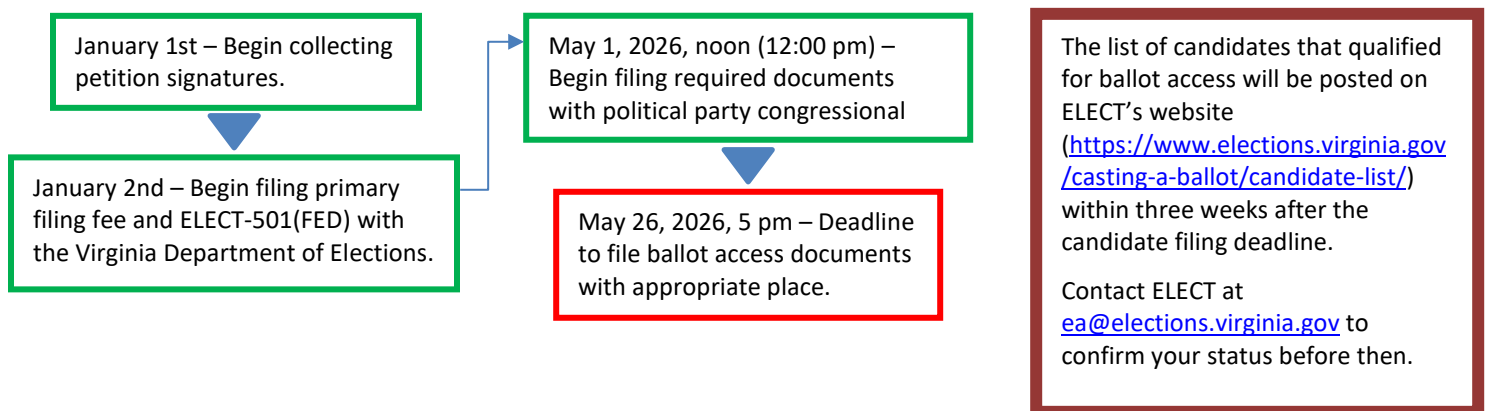 January 1st – Begin collecting
petition signatures.
January 2nd – Begin filing primary
filing fee and ELECT-501(FED) with
the Virginia Department of Elections.
May 1, 2026, noon (12:00 pm) –
Begin filing required documents
with political party congressional
May 26, 2026, 5 pm – Deadline
to file ballot access documents
with appropriate place.
The list of candidates that qualified
for ballot access will be posted on
ELECT’s website
(https://www.elections.virginia.gov
/casting-a-ballot/candidate-list/)
within three weeks after the
candidate filing deadline.
Contact ELECT at
ea@elections.virginia.gov to
confirm your status before then.